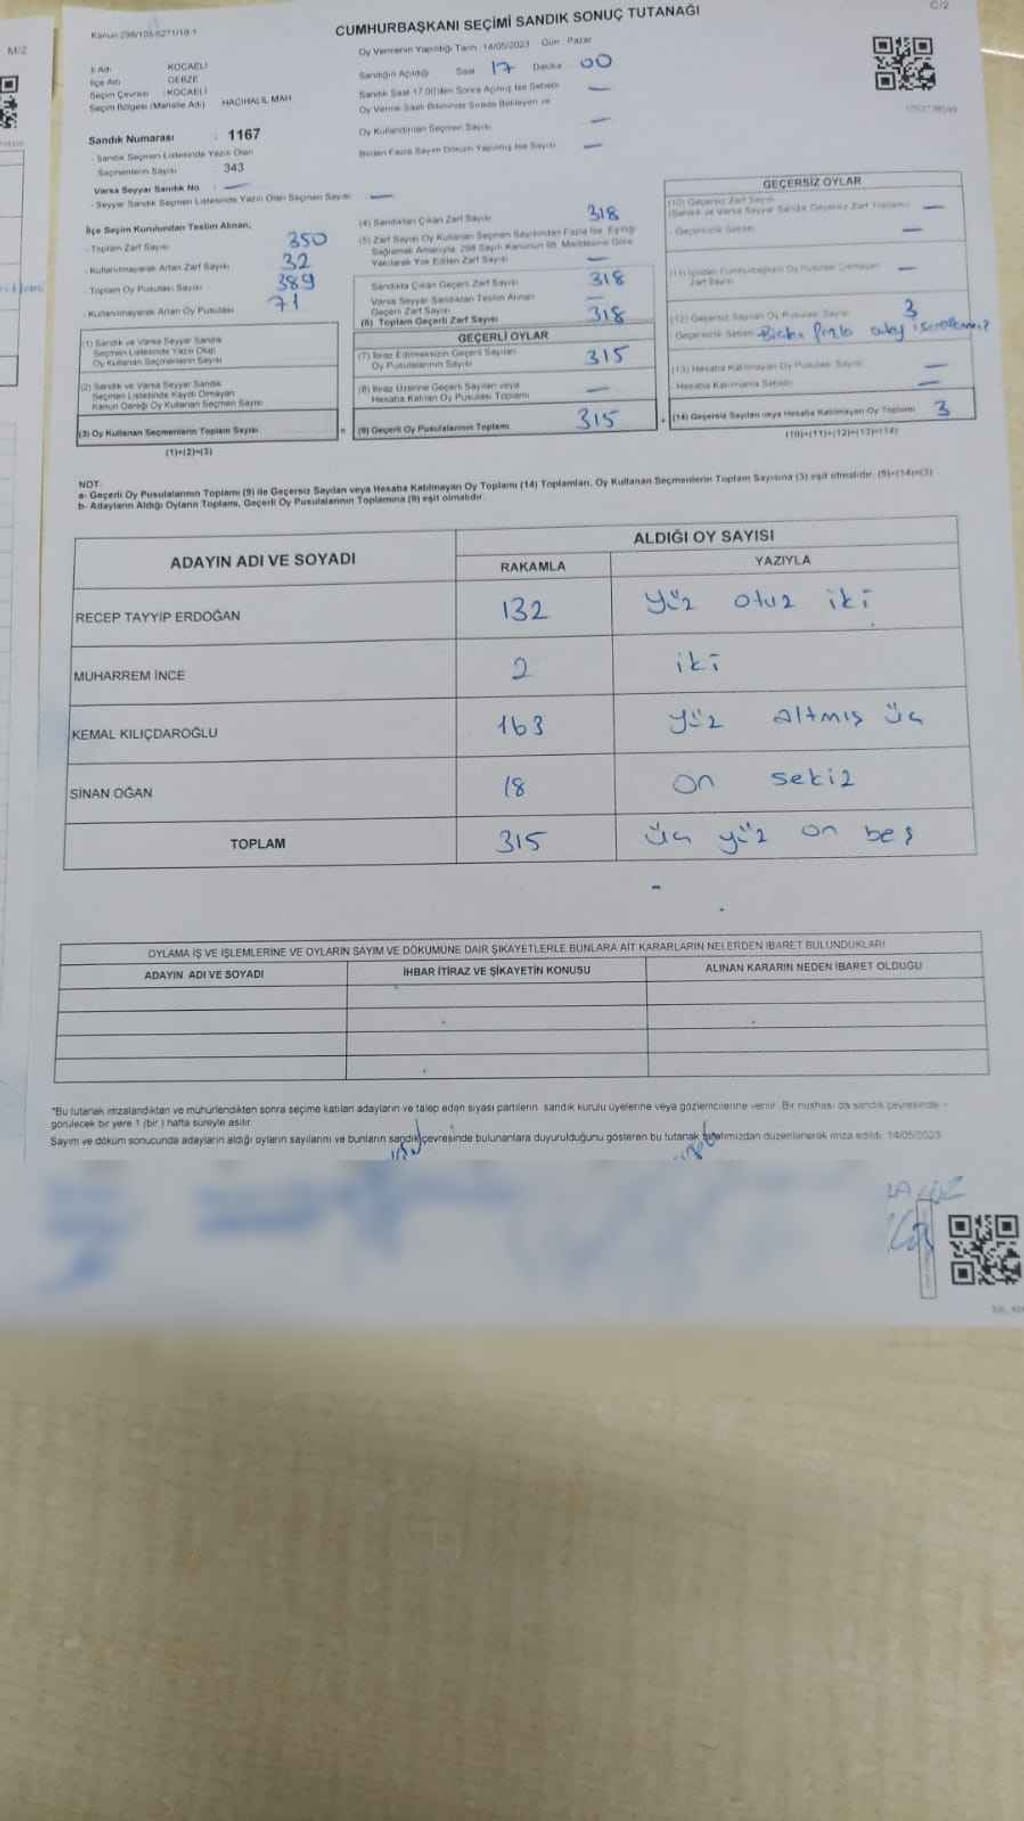 C/2
M/2
CUMHURBAŞKANI SEÇİMİ SANDIK SONUÇ TUTANAĞI
Kanun 298/105-6271/19-1
Oy Vermenin Yapıldığı Tarih 14/05/2023 Gün Pazar
İl Adı KOCAELİ
İlçe Adı GEBZE
Seçim Çevresi KOCAELİ
Seçim Bölgesi (Mahalle Adı) HACIHALİL MAH
Sandığın Açıldığı Saat 17 Dakika 00
Sandık Saat 17.00'den Sonra Açılmış İse Sebebi —
Oy Verme Saati Bitiminde Sırada Bekleyen ve
Oy Kullandırılan Seçmen Sayısı —
Birden Fazla Sayım Döküm Yapılmış İse Sayısı —
Sandık Numarası : 1167
- Sandık Seçmen Listesinde Yazılı Olan
Seçmenlerin Sayısı : 343
Varsa Seyyar Sandık No : —
- Seyyar Sandık Seçmen Listesinde Yazılı Olan Seçmen Sayısı —
İlçe Seçim Kurulundan Teslim Alınan;
- Toplam Zarf Sayısı 350
- Kullanılmayarak Artan Zarf Sayısı 32
- Toplam Oy Pusulası Sayısı 389
- Kullanılmayarak Artan Oy Pusulası 71
(1) Sandık ve Varsa Seyyar Sandık
Seçmen Listesinde Yazılı Olup
Oy Kullanan Seçmenlerin Sayısı
(2) Sandık ve Varsa Seyyar Sandık
Seçmen Listesinde Kayıtlı Olmayan
Kanun Gereği Oy Kullanan Seçmen Sayısı
(3) Oy Kullanan Seçmenlerin Toplam Sayısı
(1)+(2)=(3)
(4) Sandıktan Çıkan Zarf Sayısı 318
(5) Zarf Sayısı Oy Kullanan Seçmen Sayısından Fazla İse, Eşitliği
Sağlamak Amacıyla, 298 Sayılı Kanunun 98. Maddesine Göre
Yakılarak Yok Edilen Zarf Sayısı —
Sandıkta Çıkan Geçerli Zarf Sayısı 318
Varsa Seyyar Sandıktan Teslim Alınan
Geçerli Zarf Sayısı —
(6) Toplam Geçerli Zarf Sayısı 318
GEÇERLİ OYLAR
(7) İtiraz Edilmeksizin Geçerli Sayılan
Oy Pusulalarının Sayısı 315
(8) İtiraz Üzerine Geçerli Sayılan veya
Hesaba Katılan Oy Pusulası Toplamı —
(9) Geçerli Oy Pusulalarının Toplamı 315
GEÇERSİZ OYLAR
(10) Geçersiz Zarf Sayısı
(Sandık ve Varsa Seyyar Sandık Geçersiz Zarf Toplamı) —
Geçersizlik Sebebi —
(11) İçinden Cumhurbaşkanı Oy Pusulası Çıkmayan
Zarf Sayısı —
(12) Geçersiz Sayılan Oy Pusulası Sayısı 3
Geçersizlik Sebebi Birden fazla aday
(13) Hesaba Katılmayan Oy Pusulası Sayısı —
Hesaba Katılmama Sebebi —
(14) Geçersiz Sayılan veya Hesaba Katılmayan Oy Toplamı 3
(10)+(11)+(12)+(13)=(14)
NOT
a- Geçerli Oy Pusulalarının Toplamı (9) ile Geçersiz Sayılan veya Hesaba Katılmayan Oy Toplamı (14) Toplamları, Oy Kullanan Seçmenlerin Toplam Sayısına (3) eşit olmalıdır. (9)+(14)=(3)
b- Adayların Aldığı Oyların Toplamı, Geçerli Oy Pusulalarının Toplamına (9) eşit olmalıdır
ADAYIN ADI VE SOYADI
ALDIĞI OY SAYISI
RAKAMLA YAZIYLA
RECEP TAYYİP ERDOĞAN 132 yüz otuz iki
MUHARREM İNCE 2 iki
KEMAL KILIÇDAROĞLU 163 yüz altmış üç
SİNAN OĞAN 18 on sekiz
TOPLAM 315 üç yüz on beş
OYLAMA İŞ VE İŞLEMLERİNE VE OYLARIN SAYIM VE DÖKÜMÜNE DAİR ŞİKAYETLERLE BUNLARA AİT KARARLARIN NELERDEN İBARET BULUNDUKLARI
ADAYIN ADI VE SOYADI İHBAR İTİRAZ VE ŞİKAYETİN KONUSU ALINAN KARARIN NEDEN İBARET OLDUĞU
*Bu tutanak imzalandıktan ve mühürlendikten sonra seçime katılan adayların ve talep eden siyasi partilerin sandık kurulu üyelerine veya gözlemcilerine verilir. Bir nüshası da sandık çevresinde
görülecek bir yere 1 (bir ) hafta süreyle asılır.
Sayım ve döküm sonucunda adayların aldığı oyların sayılarını ve bunların sandık çevresinde bulunanlara duyurulduğunu gösteren bu tutanak tarafımızdan düzenlenerek imza edildi. 14/05/2023